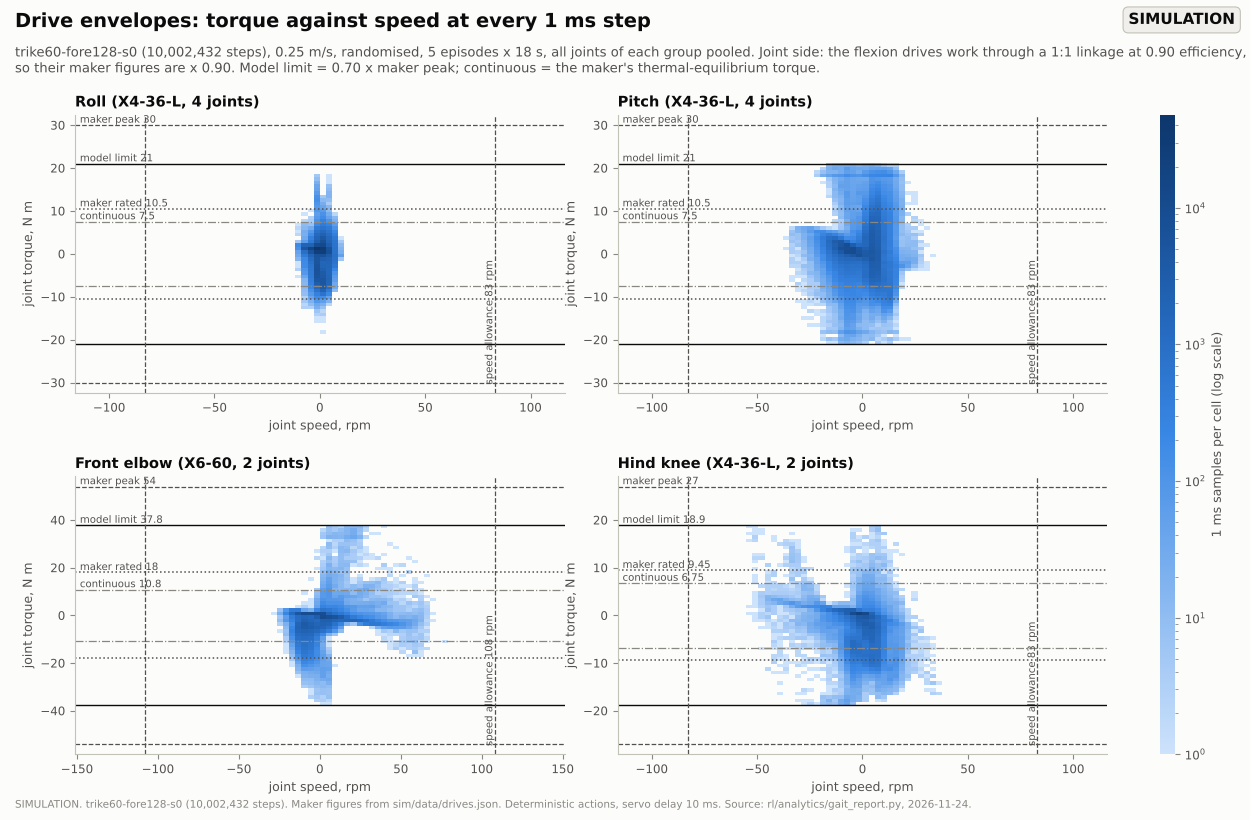 Drive envelopes: torque against speed at every 1 ms step
SIMULATION
trike60-fore128-s0 (10,002,432 steps), 0.25 m/s, randomised, 5 episodes x 18 s, all joints of each group pooled. Joint side: the flexion drives work through a 1:1 linkage at 0.90 efficiency,
so their maker figures are x 0.90. Model limit = 0.70 x maker peak; continuous = the maker's thermal-equilibrium torque.
Roll (X4-36-L, 4 joints)
maker peak 30
model limit 21
maker rated 10.5
continuous 7.5
speed allowance 83 rpm
joint torque, N m
30
20
10
0
−10
−20
−30
−100
−50
0
50
100
joint speed, rpm
Pitch (X4-36-L, 4 joints)
maker peak 30
model limit 21
maker rated 10.5
continuous 7.5
speed allowance 83 rpm
joint torque, N m
30
20
10
0
−10
−20
−30
−100
−50
0
50
100
joint speed, rpm
Front elbow (X6-60, 2 joints)
maker peak 54
model limit 37.8
maker rated 18
continuous 10.8
speed allowance 108 rpm
joint torque, N m
40
20
0
−20
−40
−150
−100
−50
0
50
100
150
joint speed, rpm
Hind knee (X4-36-L, 2 joints)
maker peak 27
model limit 18.9
maker rated 9.45
continuous 6.75
speed allowance 83 rpm
joint torque, N m
20
10
0
−10
−20
−100
−50
0
50
100
joint speed, rpm
10⁴
10³
10²
10¹
10⁰
1 ms samples per cell (log scale)
SIMULATION. trike60-fore128-s0 (10,002,432 steps). Maker figures from sim/data/drives.json. Deterministic actions, servo delay 10 ms. Source: rl/analytics/gait_report.py, 2026-11-24.